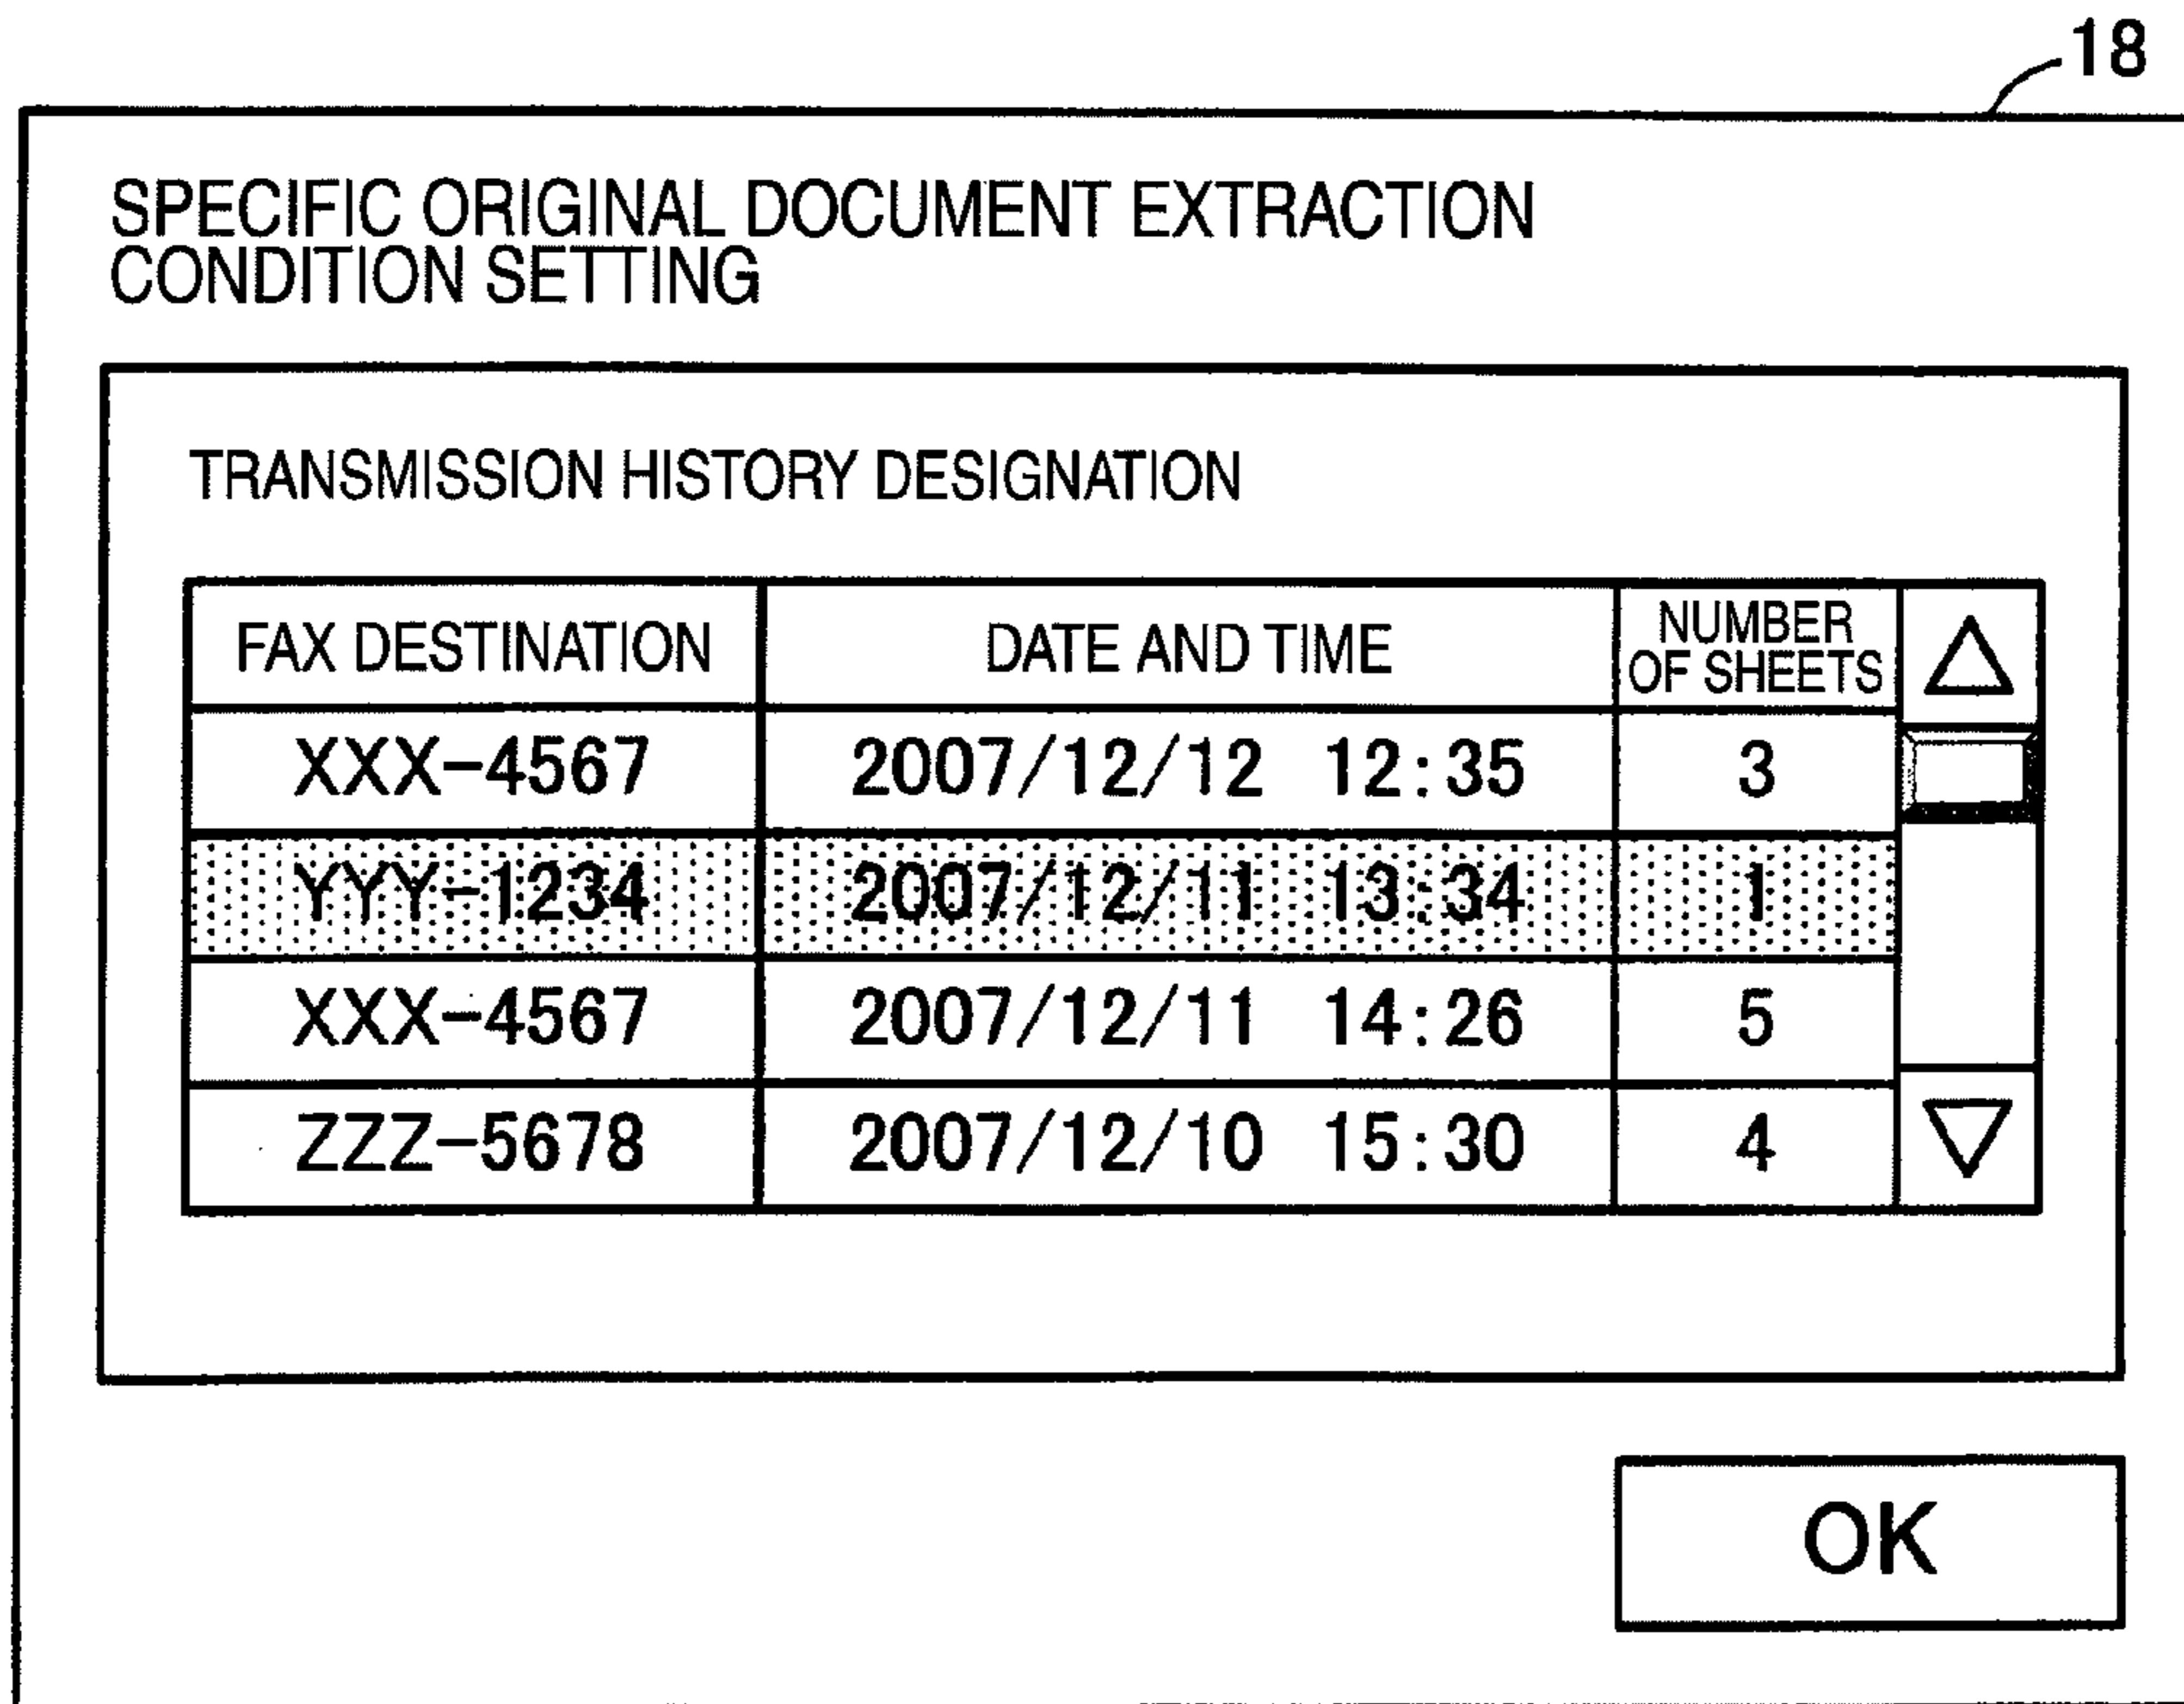 18
SPECIFIC ORIGINAL DOCUMENT EXTRACTION
CONDITION SETTING
TRANSMISSION HISTORY DESIGNATION
FAX DESTINATION DATE AND TIME NUMBER OF SHEETS
XXX-4567 2007/12/12 12:35 3
YYY-1234 2007/12/11 13:34 1
XXX-4567 2007/12/11 14:26 5
ZZZ-5678 2007/12/10 15:30 4
OK